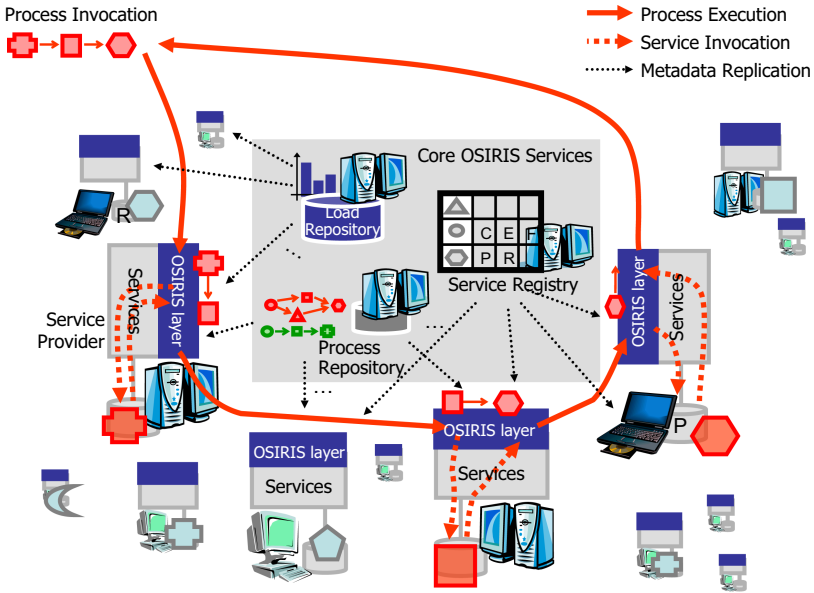 Process Invocation
Process Execution
Service Invocation
Metadata Replication
Core OSIRIS Services
Load
Repository
C E F
P R
Service Registry
R
Services
OSIRIS layer
Service
Provider
...
...
...
Process
Repository
OSIRIS layer
Services
P
OSIRIS layer
Services
OSIRIS layer
Services